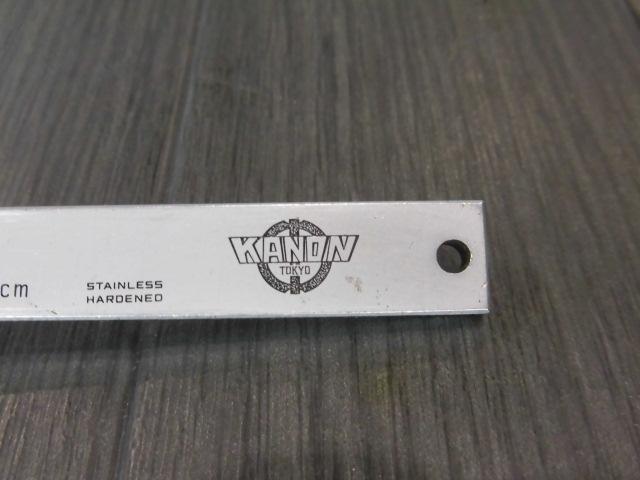 cm
STAINLESS
HARDENED
KANON
TOKYO